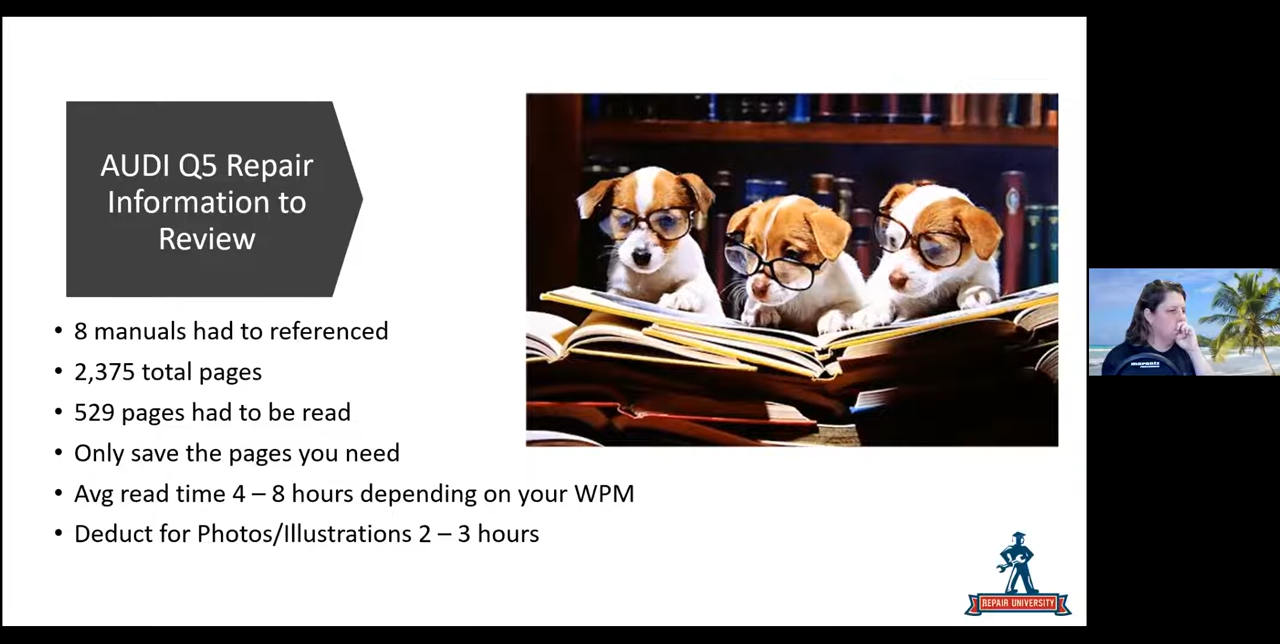 AUDI Q5 Repair
Information to
Review
• 8 manuals had to referenced
• 2,375 total pages
• 529 pages had to be read
• Only save the pages you need
• Avg read time 4 – 8 hours depending on your WPM
• Deduct for Photos/Illustrations 2 – 3 hours
REPAIR UNIVERSITY
marantz